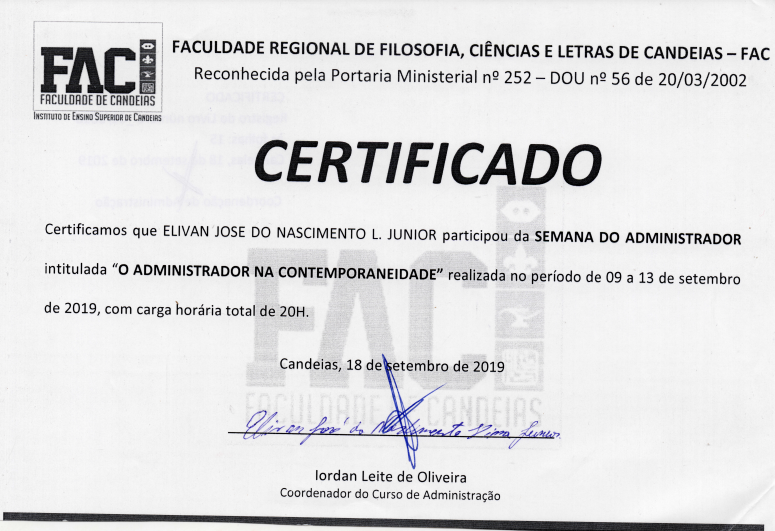 FAC
FACULDADE DE CANDEIAS
INSTITUTO DE ENSINO SUPERIOR DE CANDEIAS
FACULDADE REGIONAL DE FILOSOFIA, CIÊNCIAS E LETRAS DE CANDEIAS – FAC
Reconhecida pela Portaria Ministerial nº 252 – DOU nº 56 de 20/03/2002
CERTIFICADO
Certificamos que ELIVAN JOSE DO NASCIMENTO L. JUNIOR participou da SEMANA DO ADMINISTRADOR
intitulada “O ADMINISTRADOR NA CONTEMPORANEIDADE” realizada no período de 09 a 13 de setembro
de 2019, com carga horária total de 20H.
FAC
Candeias, 18 de setembro de 2019
FACULDADE DE CANDEIAS
Elivan José do Nascimento Lima Junior
Iordan Leite de Oliveira
Coordenador do Curso de Administração